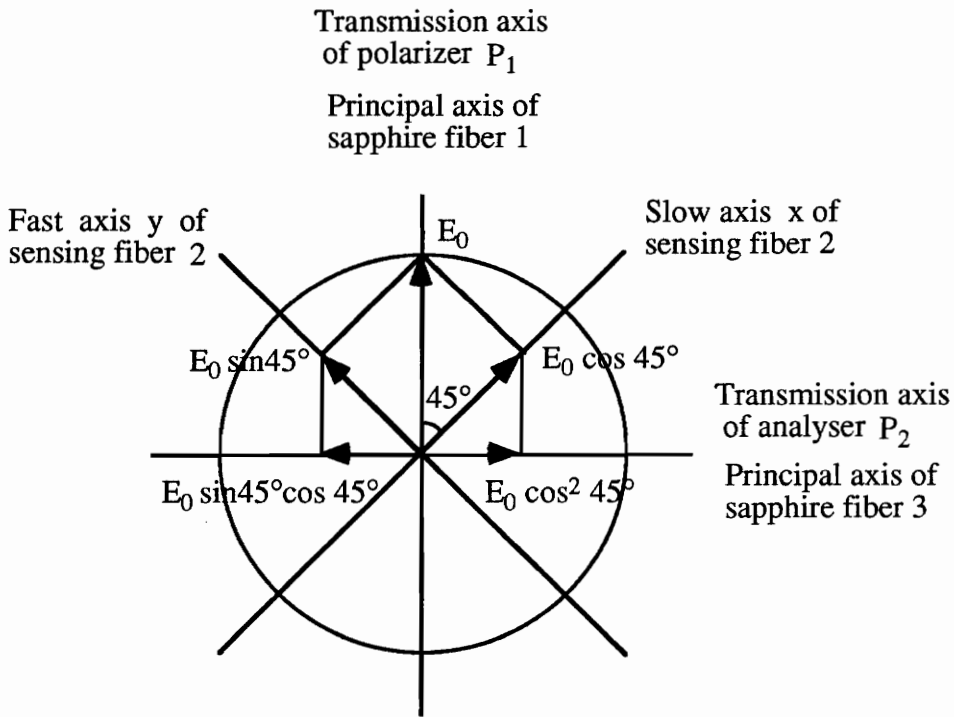 Transmission axis
of polarizer P₁
Principal axis of
sapphire fiber 1
Fast axis y of
sensing fiber 2
E₀
Slow axis x of
sensing fiber 2
E₀ sin45°
E₀ cos 45°
45°
Transmission axis
of analyser P₂
E₀ sin45°cos 45°
E₀ cos² 45°
Principal axis of
sapphire fiber 3